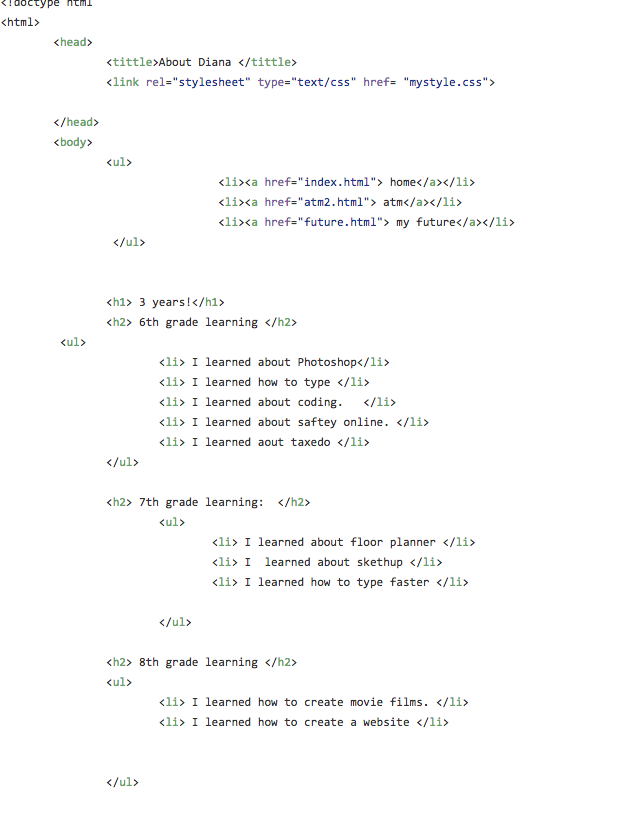 <!doctype html
<html>
<head>
<tittle>About Diana </tittle>
<link rel="stylesheet" type="text/css" href= "mystyle.css">
</head>
<body>
<ul>
<li><a href="index.html"> home</a></li>
<li><a href="atm2.html"> atm</a></li>
<li><a href="future.html"> my future</a></li>
</ul>
<h1> 3 years!</h1>
<h2> 6th grade learning </h2>
<ul>
<li> I learned about Photoshop</li>
<li> I learned how to type </li>
<li> I learned about coding.   </li>
<li> I learned about saftey online. </li>
<li> I learned aout taxedo </li>
</ul>
<h2> 7th grade learning:  </h2>
<ul>
<li> I learned about floor planner </li>
<li> I  learned about skethup </li>
<li> I learned how to type faster </li>
</ul>
<h2> 8th grade learning </h2>
<ul>
<li> I learned how to create movie films. </li>
<li> I learned how to create a website </li>
</ul>